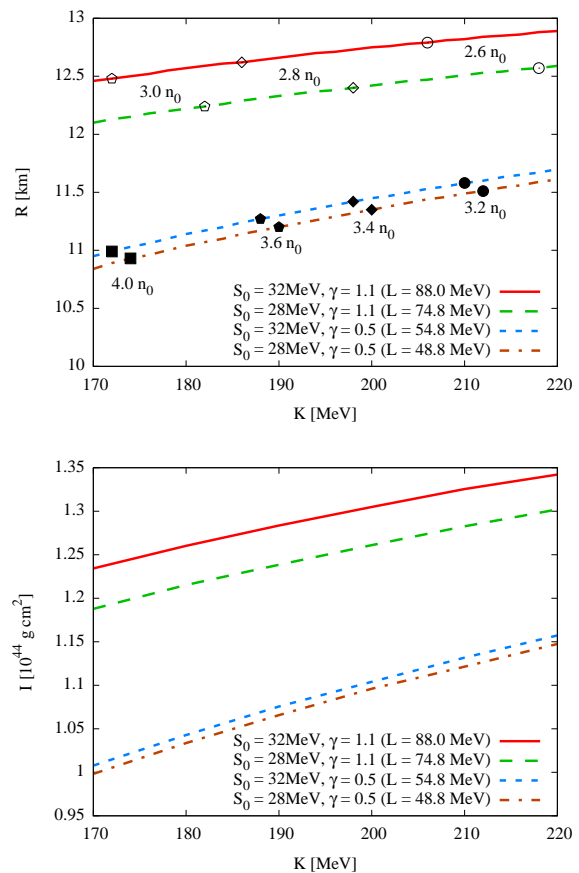 13
12.5
12
11.5
11
10.5
10
R [km]
3.0 n0
2.8 n0
2.6 n0
4.0 n0
3.6 n0
3.4 n0
3.2 n0
S0 = 32MeV, γ = 1.1 (L = 88.0 MeV)
S0 = 28MeV, γ = 1.1 (L = 74.8 MeV)
S0 = 32MeV, γ = 0.5 (L = 54.8 MeV)
S0 = 28MeV, γ = 0.5 (L = 48.8 MeV)
170 180 190 200 210 220
K [MeV]
1.35
1.3
1.25
1.2
1.15
1.1
1.05
1
0.95
I [10^44 g cm^2]
S0 = 32MeV, γ = 1.1 (L = 88.0 MeV)
S0 = 28MeV, γ = 1.1 (L = 74.8 MeV)
S0 = 32MeV, γ = 0.5 (L = 54.8 MeV)
S0 = 28MeV, γ = 0.5 (L = 48.8 MeV)
170 180 190 200 210 220
K [MeV]